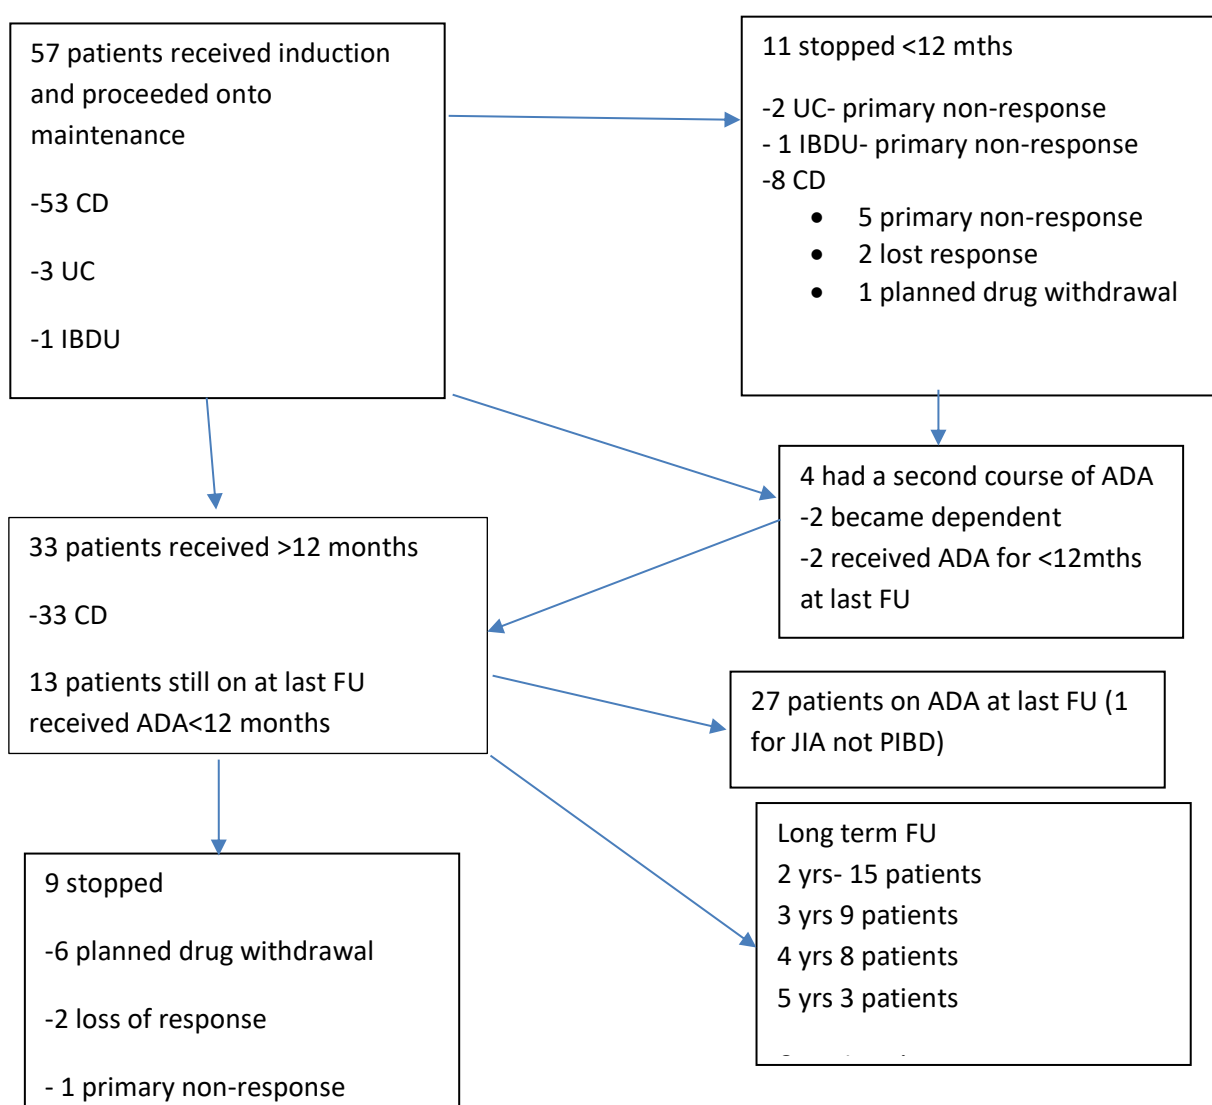 57 patients received induction
and proceeded onto
maintenance
-53 CD
-3 UC
-1 IBDU
11 stopped <12 mths
-2 UC- primary non-response
- 1 IBDU- primary non-response
-8 CD
• 5 primary non-response
• 2 lost response
• 1 planned drug withdrawal
4 had a second course of ADA
-2 became dependent
-2 received ADA for <12mths
at last FU
33 patients received >12 months
-33 CD
13 patients still on at last FU
received ADA<12 months
27 patients on ADA at last FU (1
for JIA not PIBD)
Long term FU
2 yrs- 15 patients
3 yrs 9 patients
4 yrs 8 patients
5 yrs 3 patients
9 stopped
-6 planned drug withdrawal
-2 loss of response
- 1 primary non-response